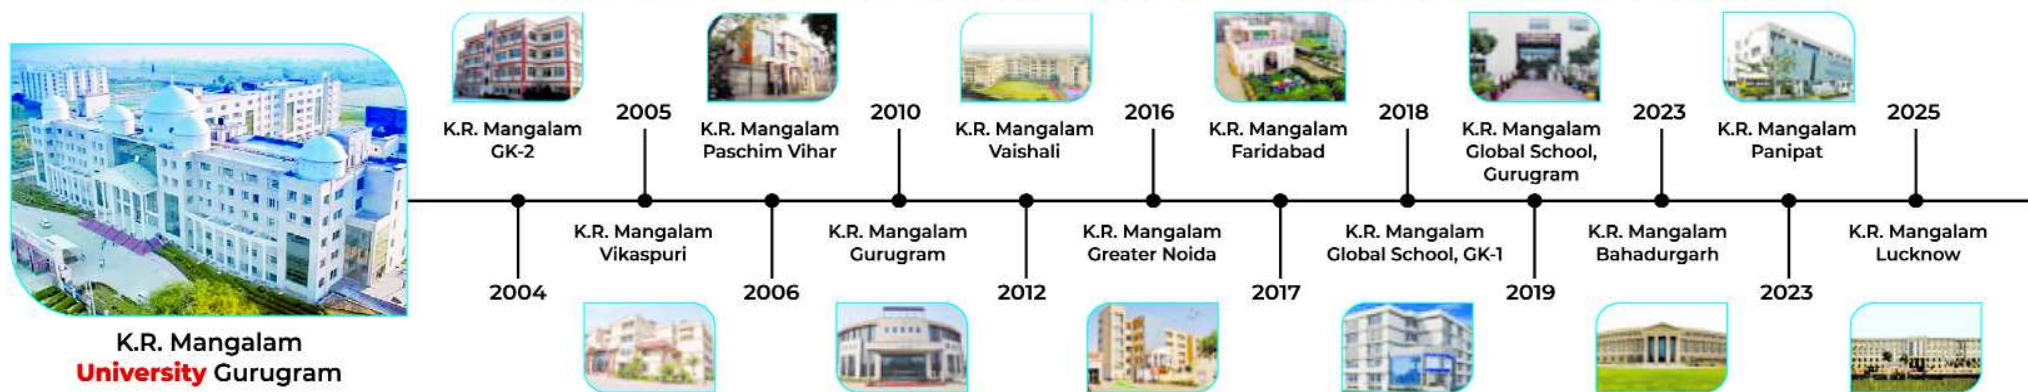 K.R. Mangalam
University Gurugram
K.R. Mangalam
GK-2
2004
2005
K.R. Mangalam
Vikaspuri
K.R. Mangalam
Paschim Vihar
2006
2010
K.R. Mangalam
Gurugram
K.R. Mangalam
Vaishali
2012
2016
K.R. Mangalam
Greater Noida
K.R. Mangalam
Faridabad
2017
2018
K.R. Mangalam
Global School, GK-1
K.R. Mangalam
Global School,
Gurugram
2019
2023
K.R. Mangalam
Bahadurgarh
K.R. Mangalam
Panipat
2023
2025
K.R. Mangalam
Lucknow